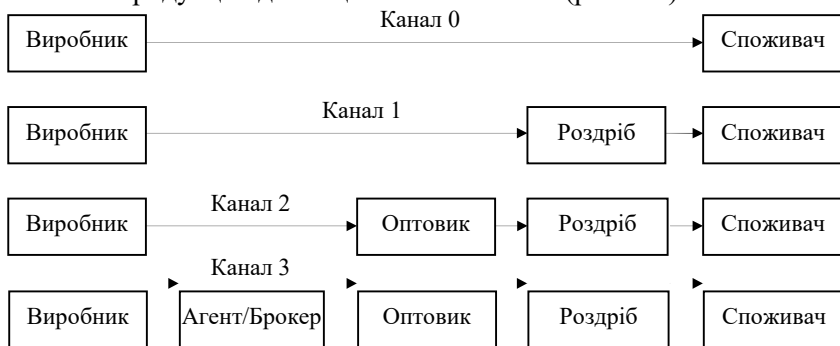 Канал 0
Виробник Споживач
Канал 1
Виробник Роздріб Споживач
Канал 2
Виробник Оптовик Роздріб Споживач
Канал 3
Виробник Агент/Брокер Оптовик Роздріб Споживач